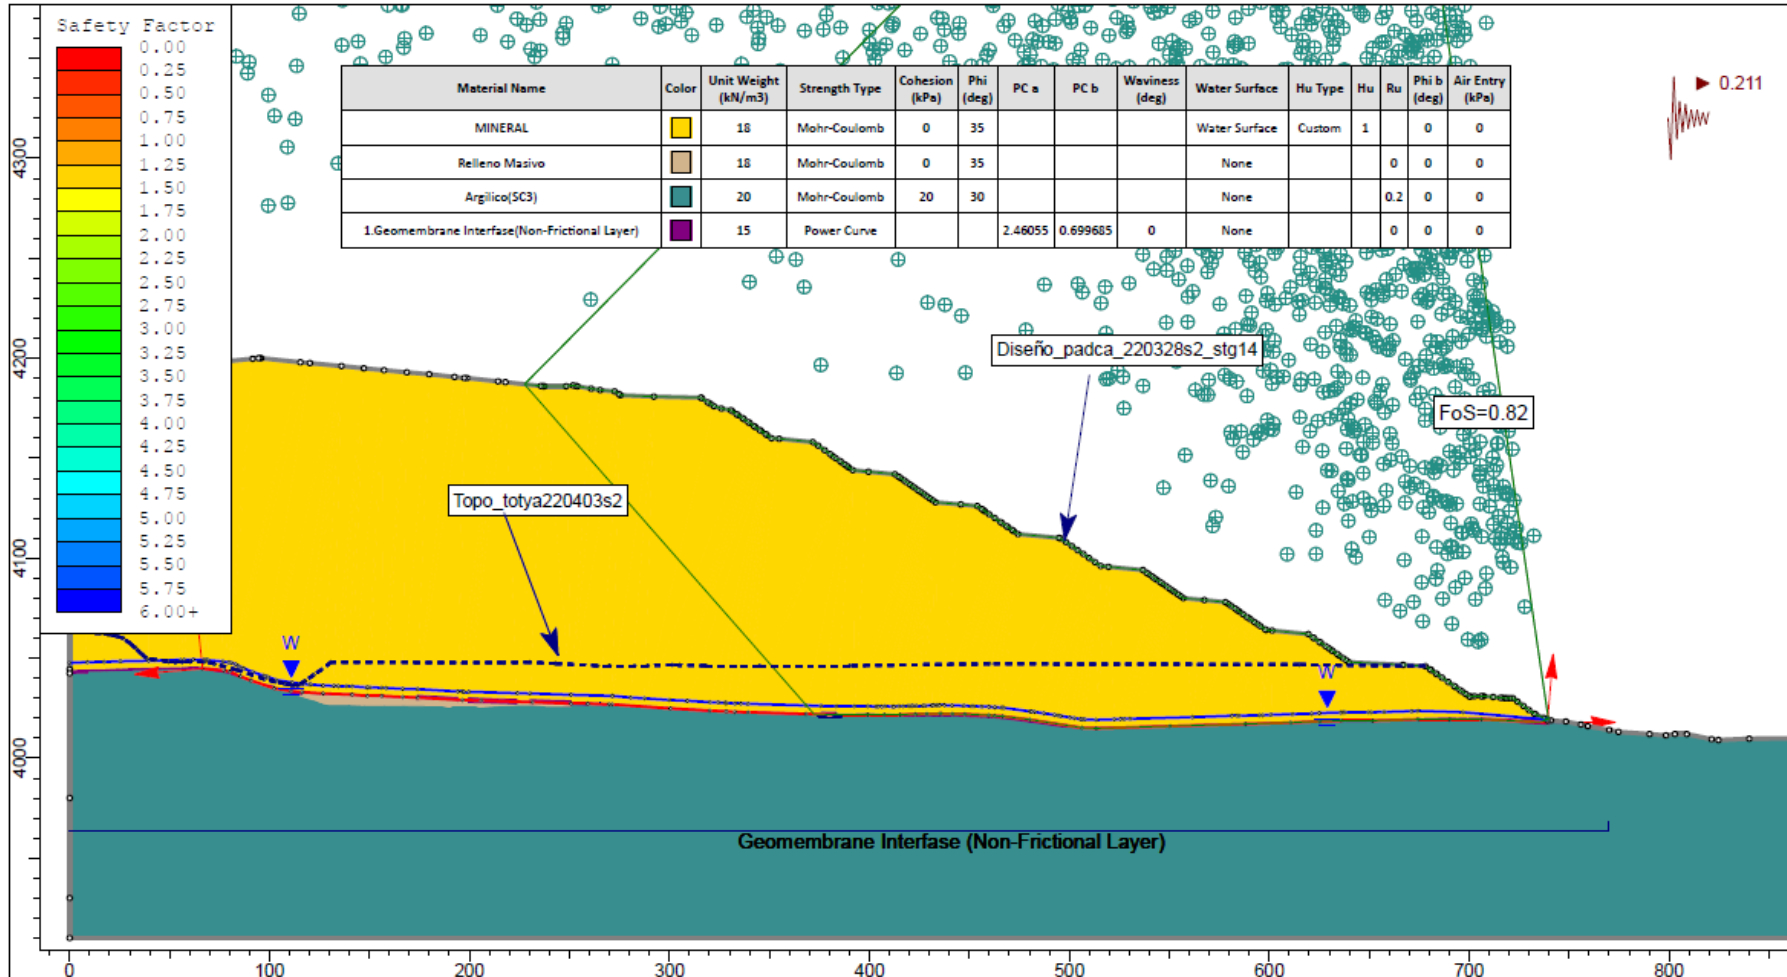 Safety Factor
0.00
0.25
0.50
0.75
1.00
1.25
1.50
1.75
2.00
2.25
2.50
2.75
3.00
3.25
3.50
3.75
4.00
4.25
4.50
4.75
5.00
5.25
5.50
5.75
6.00+
Material Name Color Unit Weight (kN/m3) Strength Type Cohesion (kPa) Phi (deg) PC a PC b Waviness (deg) Water Surface Hu Type Hu Ru Phi b (deg) Air Entry (kPa)
MINERAL 18 Mohr-Coulomb 0 35 Water Surface Custom 1 0 0
Relleno Masivo 18 Mohr-Coulomb 0 35 None 0 0 0
Argilico(SC3) 20 Mohr-Coulomb 20 30 None 0.2 0 0
1.Geomembrane Interfase(Non-Frictional Layer) 15 Power Curve 2.46055 0.699685 0 None 0 0 0
0.211
Diseño_padca_220328s2_stg14
FoS=0.82
Topo_totya220403s2
W
W
Geomembrane Interfase (Non-Frictional Layer)
4300
4200
4100
4000
0 100 200 300 400 500 600 700 800